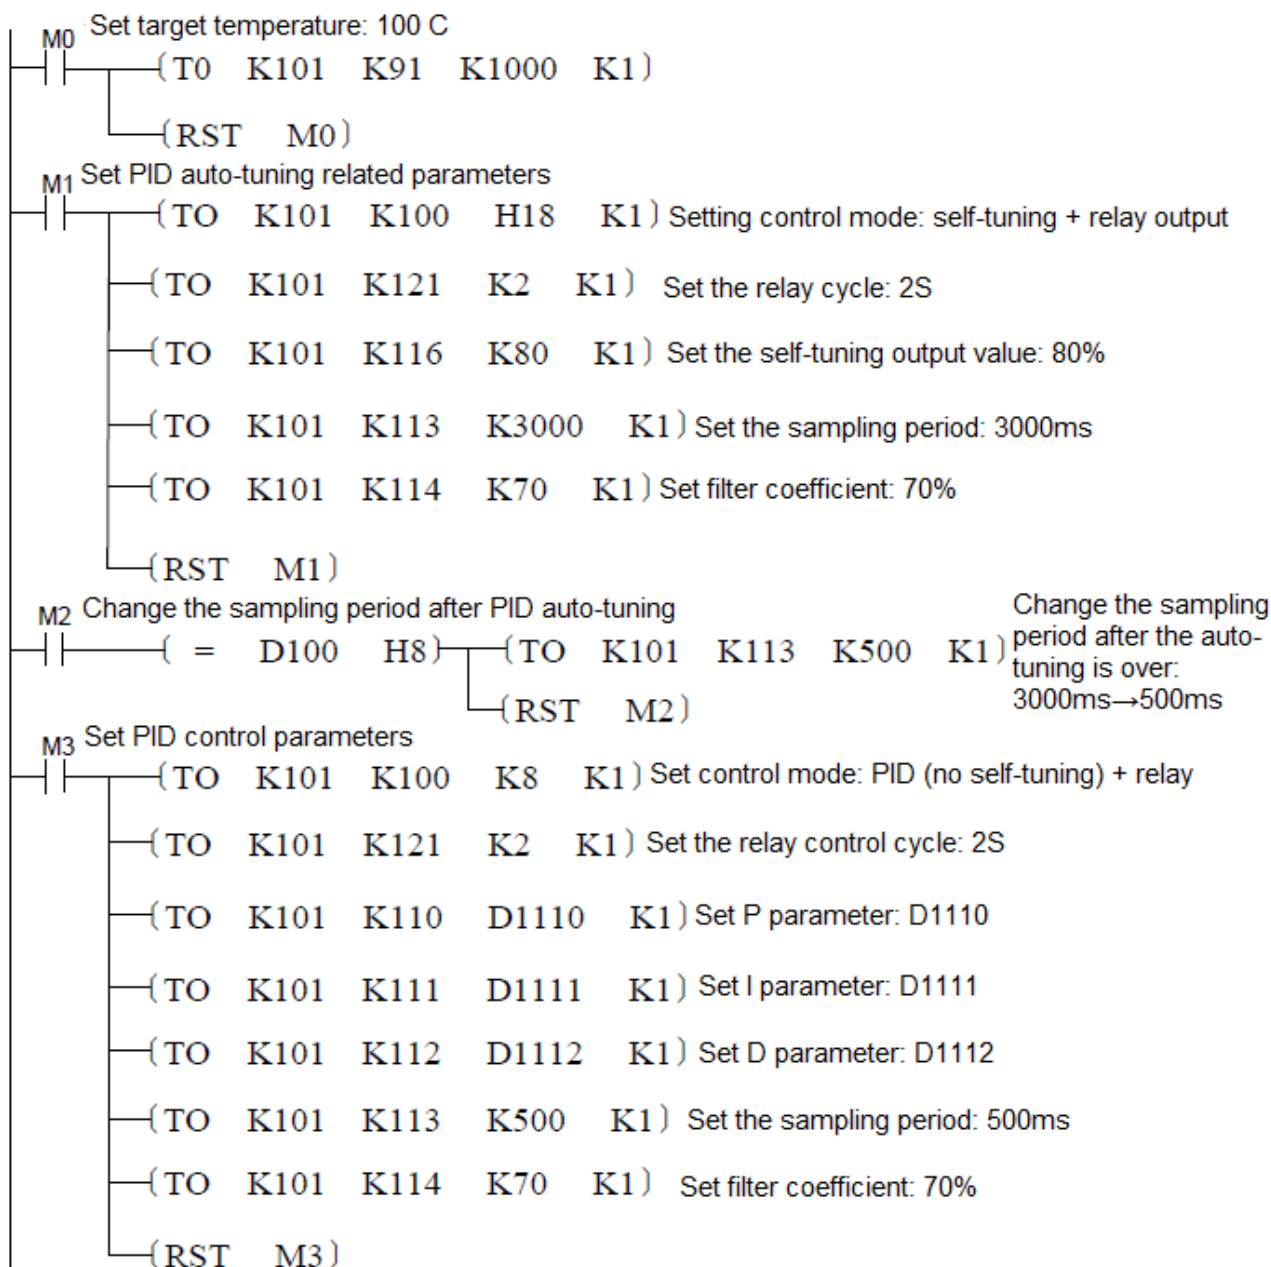 M0 Set target temperature: 100 C
(T0 K101 K91 K1000 K1)
(RST M0)
M1 Set PID auto-tuning related parameters
(TO K101 K100 H18 K1) Setting control mode: self-tuning + relay output
(TO K101 K121 K2 K1) Set the relay cycle: 2S
(TO K101 K116 K80 K1) Set the self-tuning output value: 80%
(TO K101 K113 K3000 K1) Set the sampling period: 3000ms
(TO K101 K114 K70 K1) Set filter coefficient: 70%
(RST M1)
M2 Change the sampling period after PID auto-tuning
( = D100 H8) (TO K101 K113 K500 K1)
Change the sampling
period after the auto-
tuning is over:
3000ms→500ms
(RST M2)
M3 Set PID control parameters
(TO K101 K100 K8 K1) Set control mode: PID (no self-tuning) + relay
(TO K101 K121 K2 K1) Set the relay control cycle: 2S
(TO K101 K110 D1110 K1) Set P parameter: D1110
(TO K101 K111 D1111 K1) Set I parameter: D1111
(TO K101 K112 D1112 K1) Set D parameter: D1112
(TO K101 K113 K500 K1) Set the sampling period: 500ms
(TO K101 K114 K70 K1) Set filter coefficient: 70%
(RST M3)